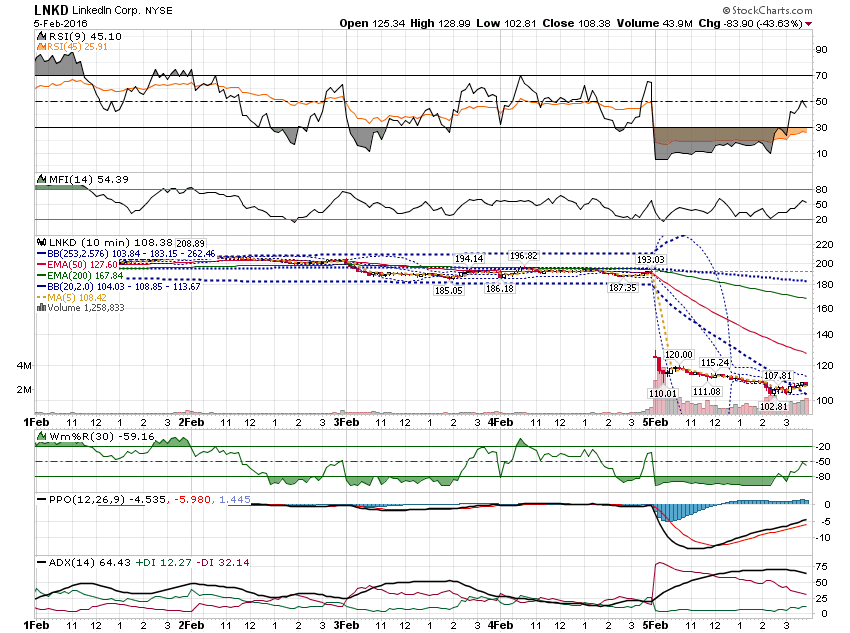 LNKD LinkedIn Corp. NYSE
© StockCharts.com
5-Feb-2016
Open 125.34 High 128.99 Low 102.81 Close 108.38 Volume 43.9M Chg -83.90 (-43.63%)
RSI(9) 45.10
RSI(45) 25.91
90
70
50
30
10
MFI(14) 54.39
80
50
20
LNKD (10 min) 108.38
208.89
BB(253,2.576) 103.84 - 183.15 - 262.46
EMA(50) 127.60
EMA(200) 167.84
BB(20,2.0) 104.03 - 108.85 - 113.67
MA(5) 108.42
Volume 1,258,833
194.14
196.82
193.03
185.05
186.18
187.35
120.00
115.24
107.81
110.01
111.08
102.81
220
200
180
160
140
120
100
4M
2M
1Feb 11 12 1 2 3 2Feb 11 12 1 2 3 3Feb 11 12 1 2 3 4Feb 11 12 1 2 3 5Feb 11 12 1 2 3
Wm%R(30) -59.16
-20
-50
-80
PPO(12,26,9) -4.535, -5.980, 1.445
0
-5
-10
ADX(14) 64.43 +DI 12.27 -DI 32.14
75
50
25
0
1Feb 11 12 1 2 3 2Feb 11 12 1 2 3 3Feb 11 12 1 2 3 4Feb 11 12 1 2 3 5Feb 11 12 1 2 3